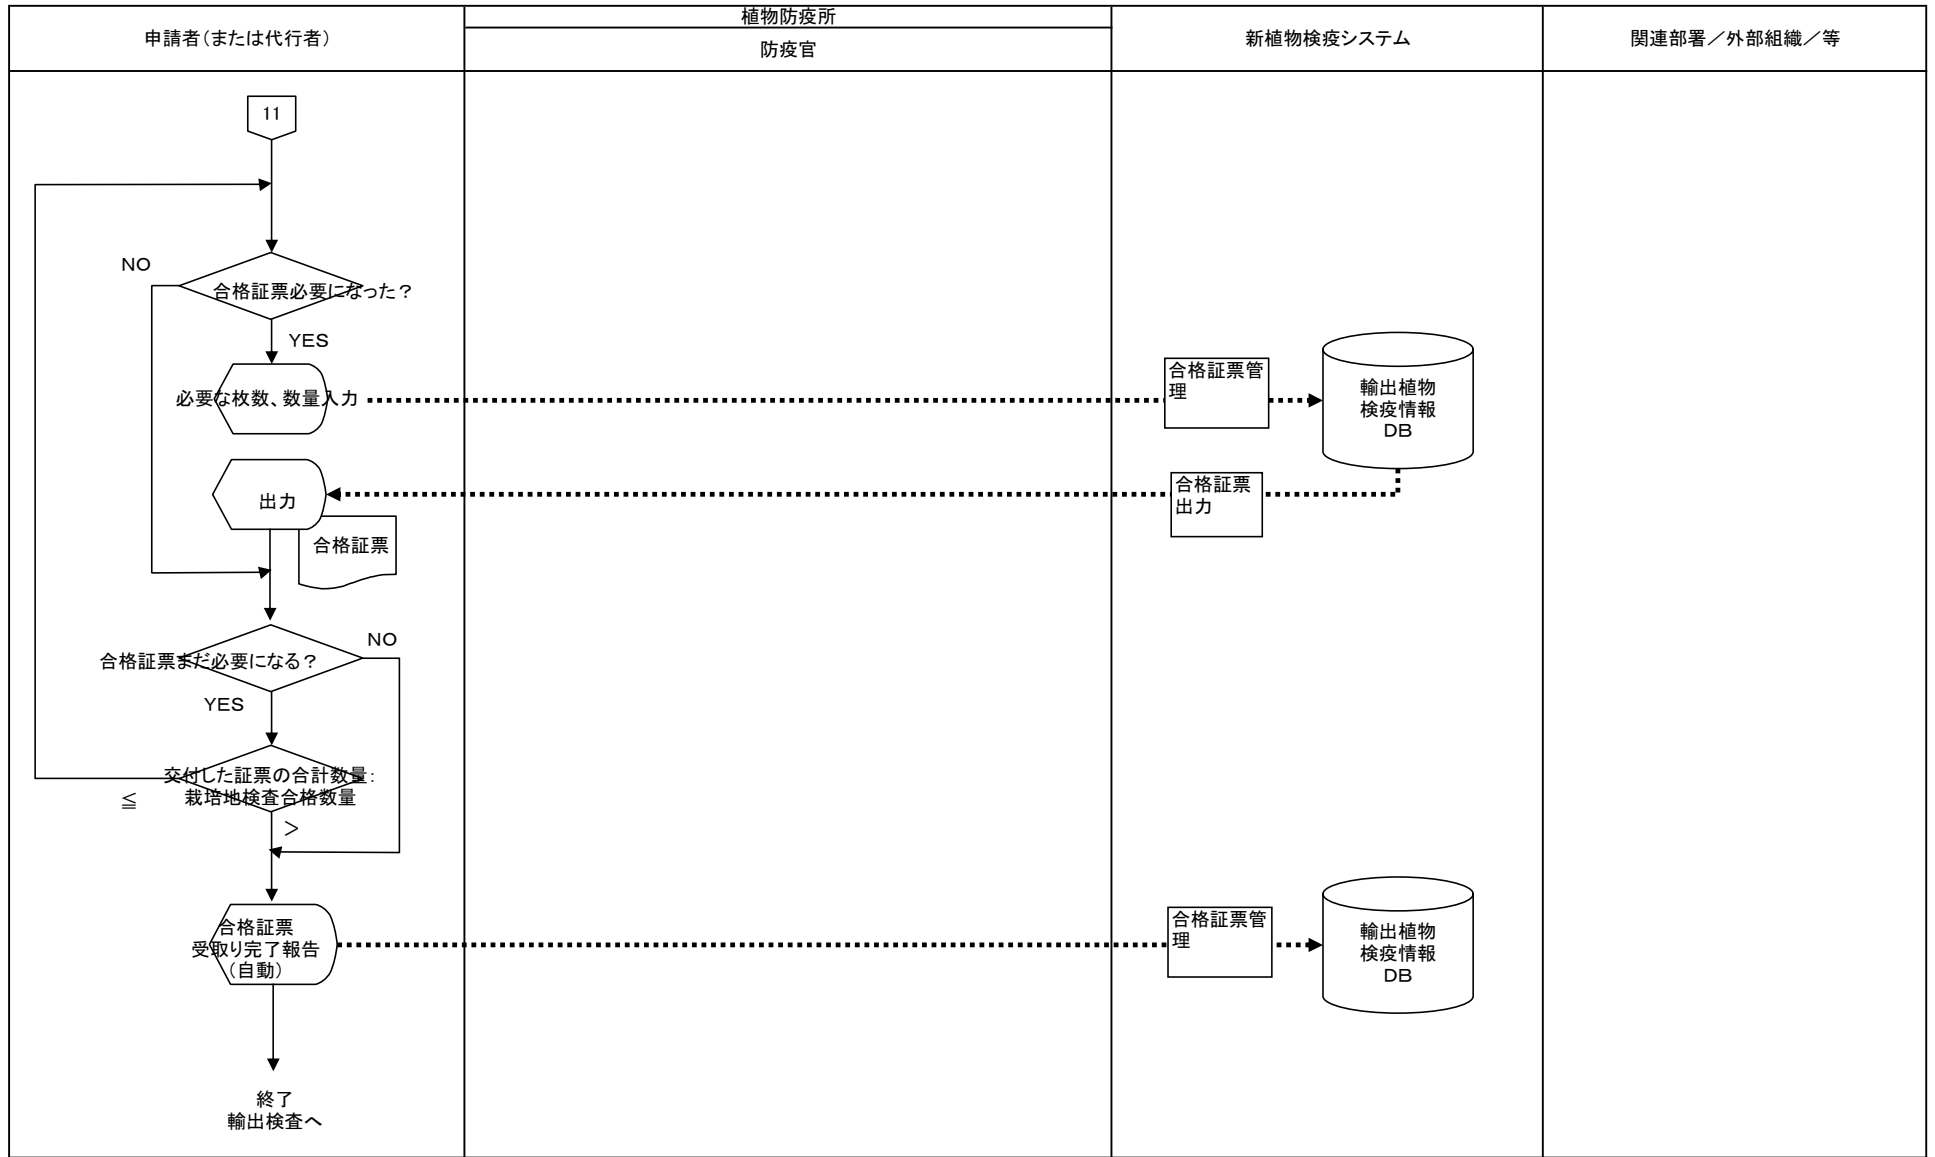 申請者（または代行者）
植物防疫所
防疫官
新植物検疫システム
関連部署／外部組織／等
11
NO
合格証票必要になった？
YES
必要な枚数、数量入力
合格証票管
理
輸出植物
検疫情報
DB
出力
合格証票
出力
合格証票
NO
合格証票まだ必要になる？
YES
交付した証票の合計数量：
栽培地検査合格数量
≦
＞
合格証票
受取り完了報告
（自動）
合格証票管
理
輸出植物
検疫情報
DB
終了
輸出検査へ